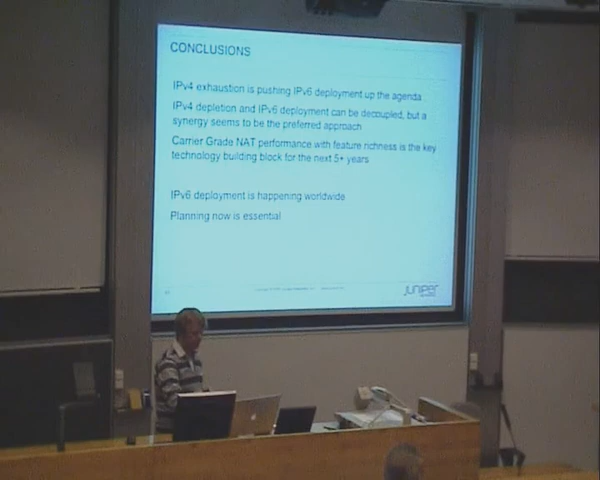 CONCLUSIONS
IPv4 exhaustion is pushing IPv6 deployment up the agenda
IPv4 depletion and IPv6 deployment can be decoupled, but a
synergy seems to be the preferred approach
Carrier Grade NAT performance with feature richness is the key
technology building block for the next 5+ years
IPv6 deployment is happening worldwide
Planning now is essential
JUNIPER